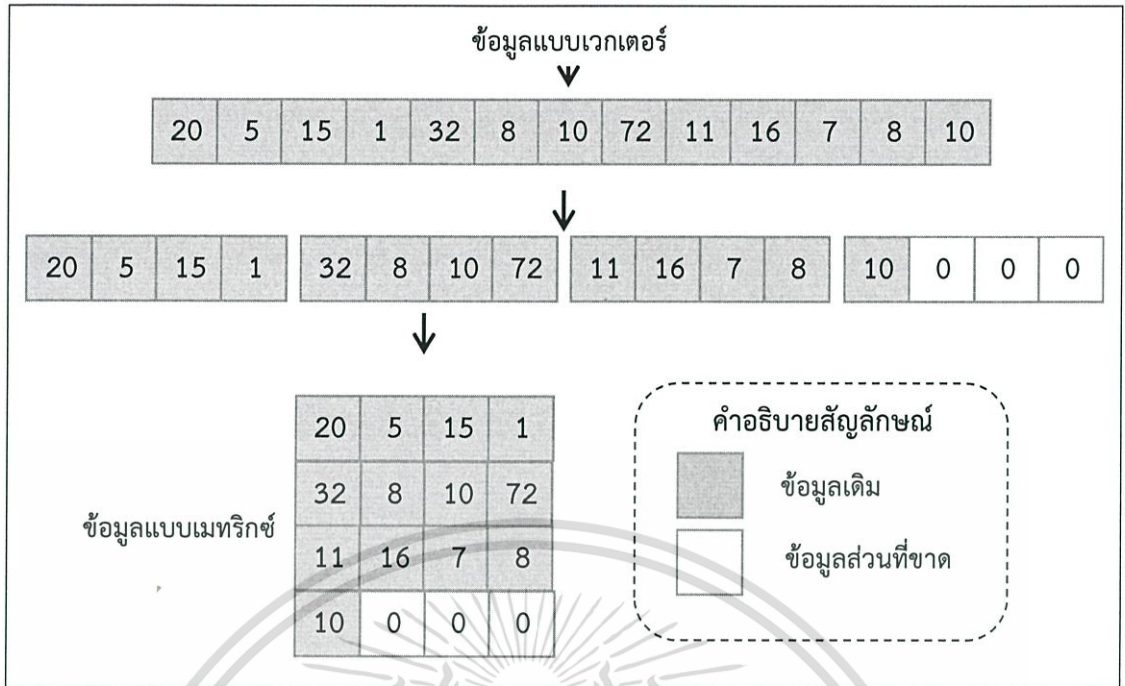 ข้อมูลแบบเวกเตอร์
20 5 15 1 32 8 10 72 11 16 7 8 10
20 5 15 1 32 8 10 72 11 16 7 8 10 0 0 0
20 5 15 1
32 8 10 72
11 16 7 8
10 0 0 0
ข้อมูลแบบเมทริกซ์
คำอธิบายสัญลักษณ์
ข้อมูลเดิม
ข้อมูลส่วนที่ขาด